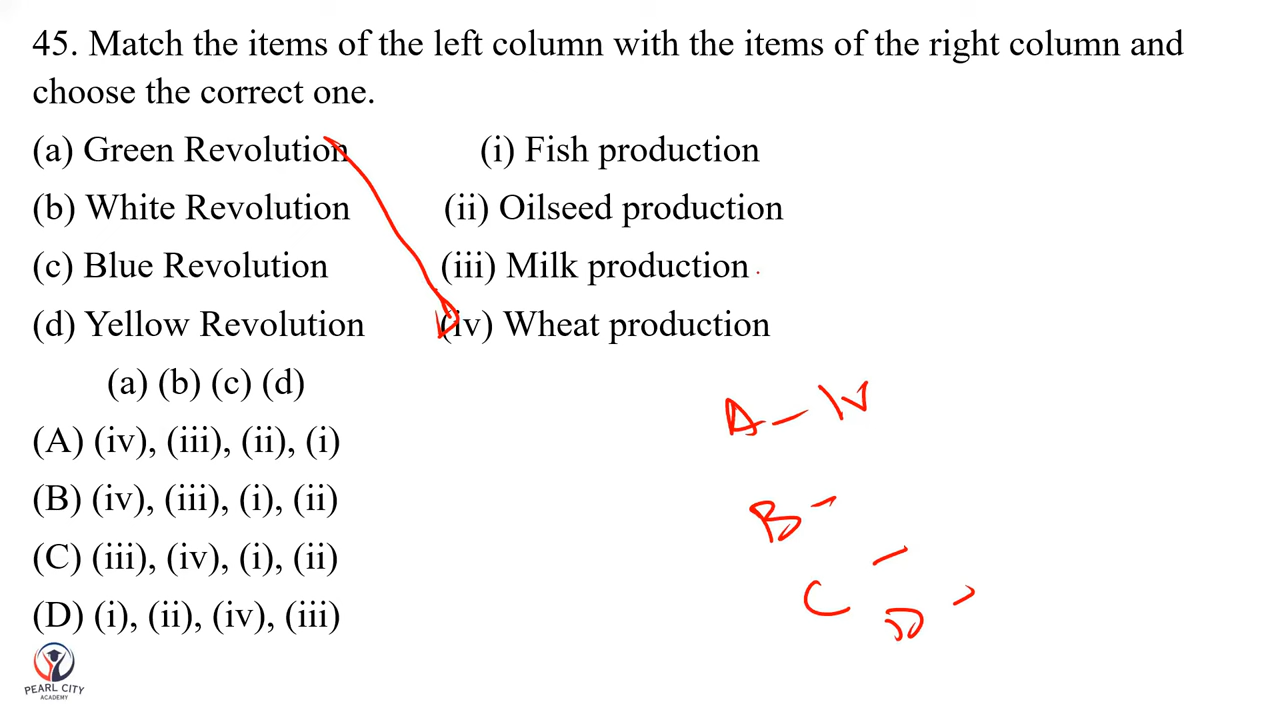 45. Match the items of the left column with the items of the right column and
choose the correct one.
(a) Green Revolution (i) Fish production
(b) White Revolution (ii) Oilseed production
(c) Blue Revolution (iii) Milk production
(d) Yellow Revolution (iv) Wheat production
(a) (b) (c) (d)
(A) (iv), (iii), (ii), (i)
(B) (iv), (iii), (i), (ii)
(C) (iii), (iv), (i), (ii)
(D) (i), (ii), (iv), (iii)
A - iv
B -
C -
D -
PEARL CITY
ACADEMY